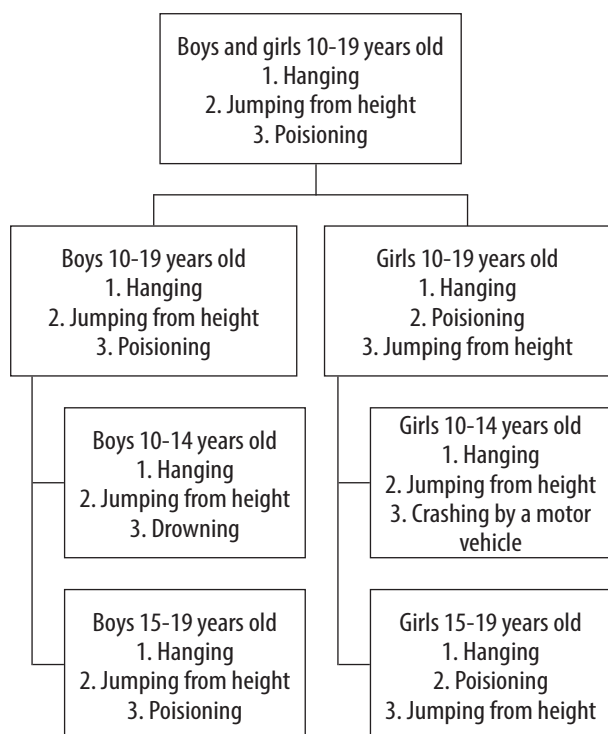 Boys and girls 10-19 years old
1. Hanging
2. Jumping from height
3. Poisioning
Boys 10-19 years old
1. Hanging
2. Jumping from height
3. Poisioning
Girls 10-19 years old
1. Hanging
2. Poisioning
3. Jumping from height
Boys 10-14 years old
1. Hanging
2. Jumping from height
3. Drowning
Girls 10-14 years old
1. Hanging
2. Jumping from height
3. Crashing by a motor
vehicle
Boys 15-19 years old
1. Hanging
2. Jumping from height
3. Poisioning
Girls 15-19 years old
1. Hanging
2. Poisioning
3. Jumping from height